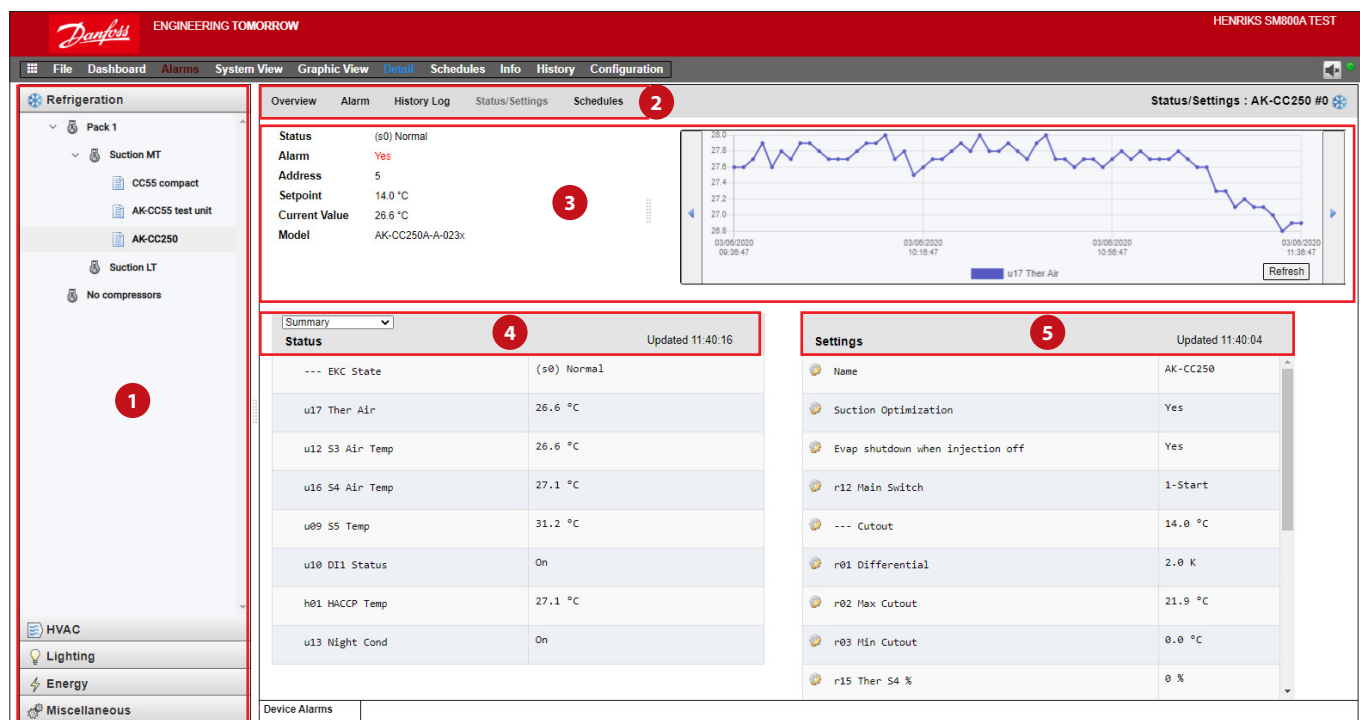 Danfoss ENGINEERING TOMORROW HENRIKS SM800A TEST
File Dashboard Alarms System View Graphic View Detail Schedules Info History Configuration
Refrigeration
Pack 1
Suction MT
CC55 compact
AK-CC55 test unit
AK-CC250
Suction LT
No compressors
1
HVAC
Lighting
Energy
Miscellaneous
Overview Alarm History Log Status/Settings Schedules 2 Status/Settings : AK-CC250 #0
Status (s0) Normal
Alarm Yes
Address 5
Setpoint 14.0 °C
Current Value 26.6 °C
Model AK-CC250A-A-023x
3
28.0
27.8
27.6
27.4
27.2
27.0
26.8
03/06/2020 03/06/2020 03/06/2020 03/06/2020
09:36:47 10:16:47 10:56:47 11:36:47
u17 Ther Air
Refresh
Summary
4
Status Updated 11:40:16
--- EKC State (s0) Normal
u17 Ther Air 26.6 °C
u12 S3 Air Temp 26.6 °C
u16 S4 Air Temp 27.1 °C
u09 S5 Temp 31.2 °C
u10 DI1 Status On
h01 HACCP Temp 27.1 °C
u13 Night Cond On
5
Settings Updated 11:40:04
Name AK-CC250
Suction Optimization Yes
Evap shutdown when injection off Yes
r12 Main Switch 1-Start
--- Cutout 14.0 °C
r01 Differential 2.0 K
r02 Max Cutout 21.9 °C
r03 Min Cutout 0.0 °C
r15 Ther S4 % 0 %
Device Alarms